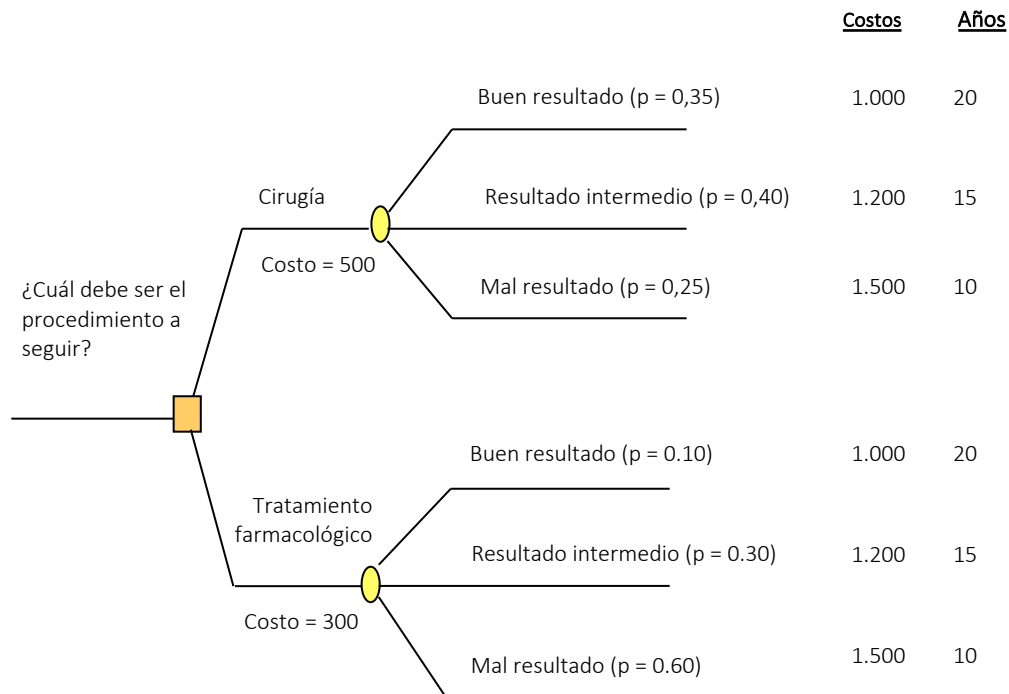 Costos Años
Buen resultado (p = 0,35) 1.000 20
Cirugía
Resultado intermedio (p = 0,40) 1.200 15
Costo = 500
Mal resultado (p = 0,25) 1.500 10
¿Cuál debe ser el
procedimiento a
seguir?
Buen resultado (p = 0.10) 1.000 20
Tratamiento
farmacológico
Resultado intermedio (p = 0.30) 1.200 15
Costo = 300
Mal resultado (p = 0.60) 1.500 10